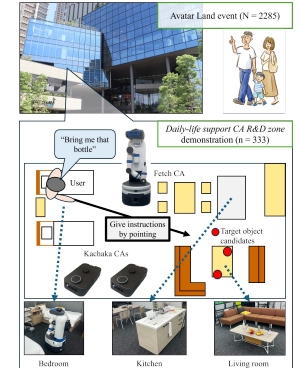 Avatar Land event (N = 2285)
Daily-life support CA R&D zone
demonstration (n = 333)
“Bring me that
bottle”
User
Fetch CA
Give instructions
by pointing
Target object
candidates
Kachaka CAs
Bedroom
Kitchen
Living room